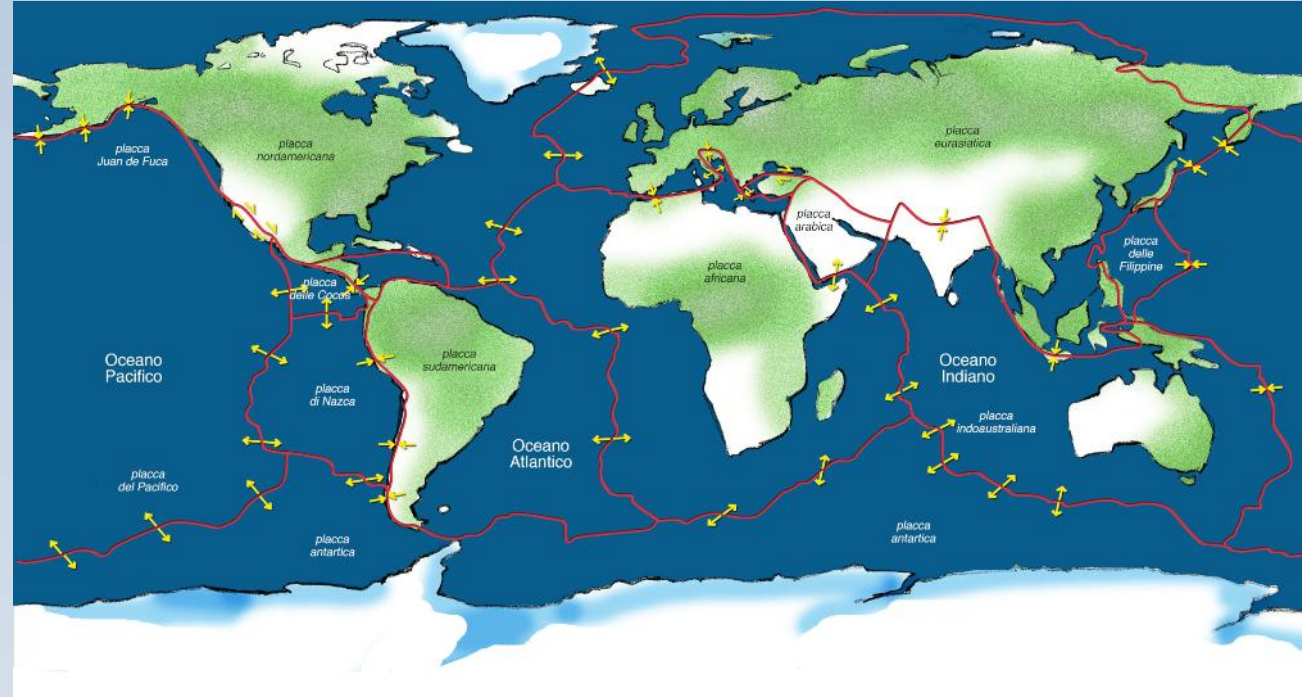 placca
Juan de Fuca
placca
nordamericana
placca
eurasiatica
placca
arabica
placca
delle
Filippine
placca
africana
placca
delle Cocos
Oceano
Pacifico
placca
sudamericana
placca
di Nazca
Oceano
Indiano
placca
indoaustraliana
Oceano
Atlantico
placca
del Pacifico
placca
antartica
placca
antartica